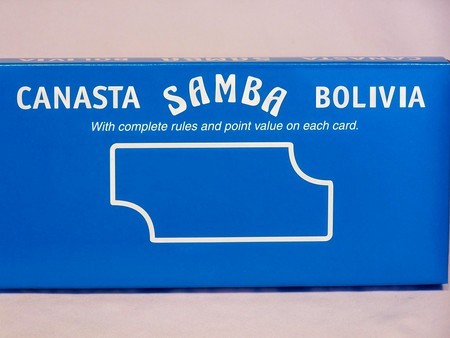 CANASTA SAMBA BOLIVIA
With complete rules and point value on each card.